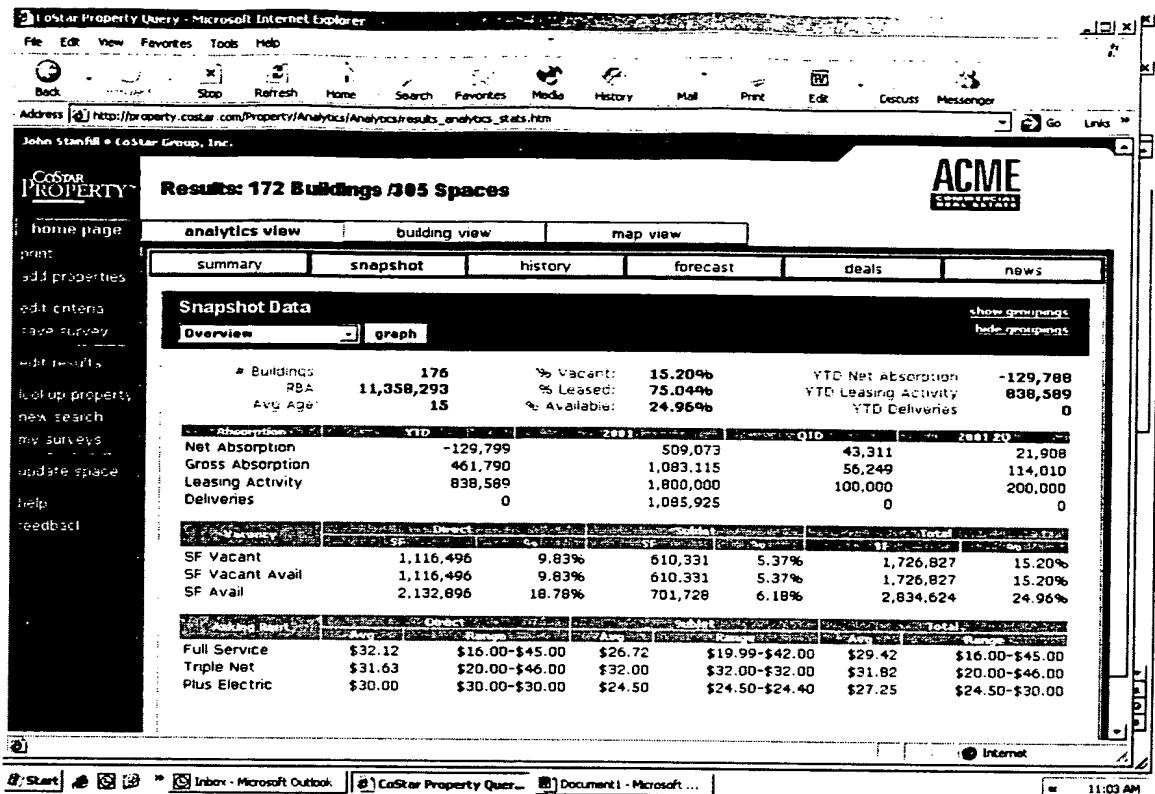 CoStar Property Query - Microsoft Internet Explorer
File Edit View Favorites Tools Help
Back Stop Refresh Home Search Favorites Media History Mail Print Edit Discuss Messenger
Address http://property.costar.com/Property/Analytics/Analytics/results_analytics_stats.htm Go Links »
John Stanfill • CoStar Group, Inc.
COSTAR PROPERTY
Results: 172 Buildings /305 Spaces
ACME
COMMERCIAL REAL ESTATE
home page
print
add properties
edit criteria
save survey
edit results
lookup property
new search
my surveys
update space
help
feedback
analytics view building view map view
summary snapshot history forecast deals news
Snapshot Data show groupings
Overview graph hide groupings
# Buildings 176 % Vacant: 15.20% YTD Net Absorption -129,788
RBA 11,358,293 % Leased: 75.04% YTD Leasing Activity 838,589
Avg Age: 15 % Available: 24.96% YTD Deliveries 0
Absorption YTD 2001 QTD 2001 2Q
Net Absorption -129,799 509,073 43,311 21,908
Gross Absorption 461,790 1,083,115 56,249 114,010
Leasing Activity 838,589 1,800,000 100,000 200,000
Deliveries 0 1,085,925 0 0
Vacancy Direct Sublet Total
SF % SF % SF %
SF Vacant 1,116,496 9.83% 610,331 5.37% 1,726,827 15.20%
SF Vacant Avail 1,116,496 9.83% 610,331 5.37% 1,726,827 15.20%
SF Avail 2,132,896 18.78% 701,728 6.18% 2,834,624 24.96%
Asking Rent Direct Sublet Total
Avg Range Avg Range Avg Range
Full Service $32.12 $16.00-$45.00 $26.72 $19.99-$42.00 $29.42 $16.00-$45.00
Triple Net $31.63 $20.00-$46.00 $32.00 $32.00-$32.00 $31.82 $20.00-$46.00
Plus Electric $30.00 $30.00-$30.00 $24.50 $24.50-$24.40 $27.25 $24.50-$30.00
Internet
Start » Inbox - Microsoft Outlook CoStar Property Quer... Document1 - Microsoft ... « 11:03 AM